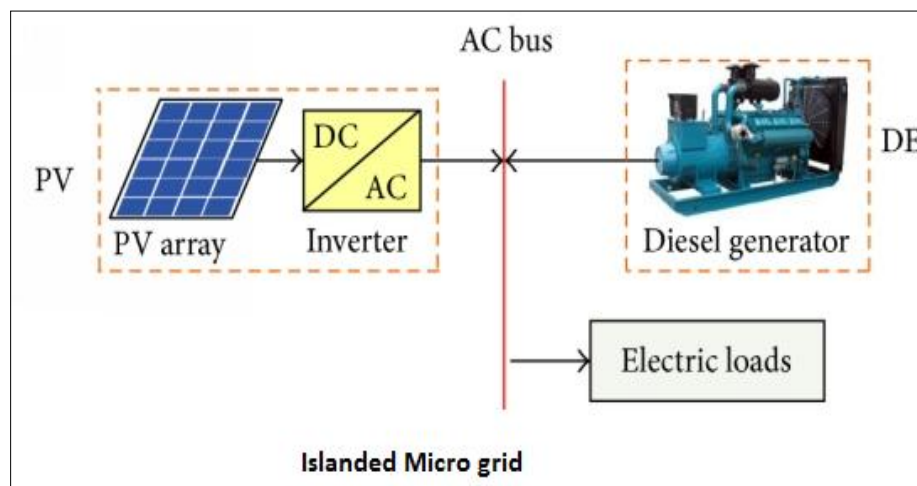 AC bus
PV
DC
AC
PV array
Inverter
DE
Diesel generator
Electric loads
Islanded Micro grid